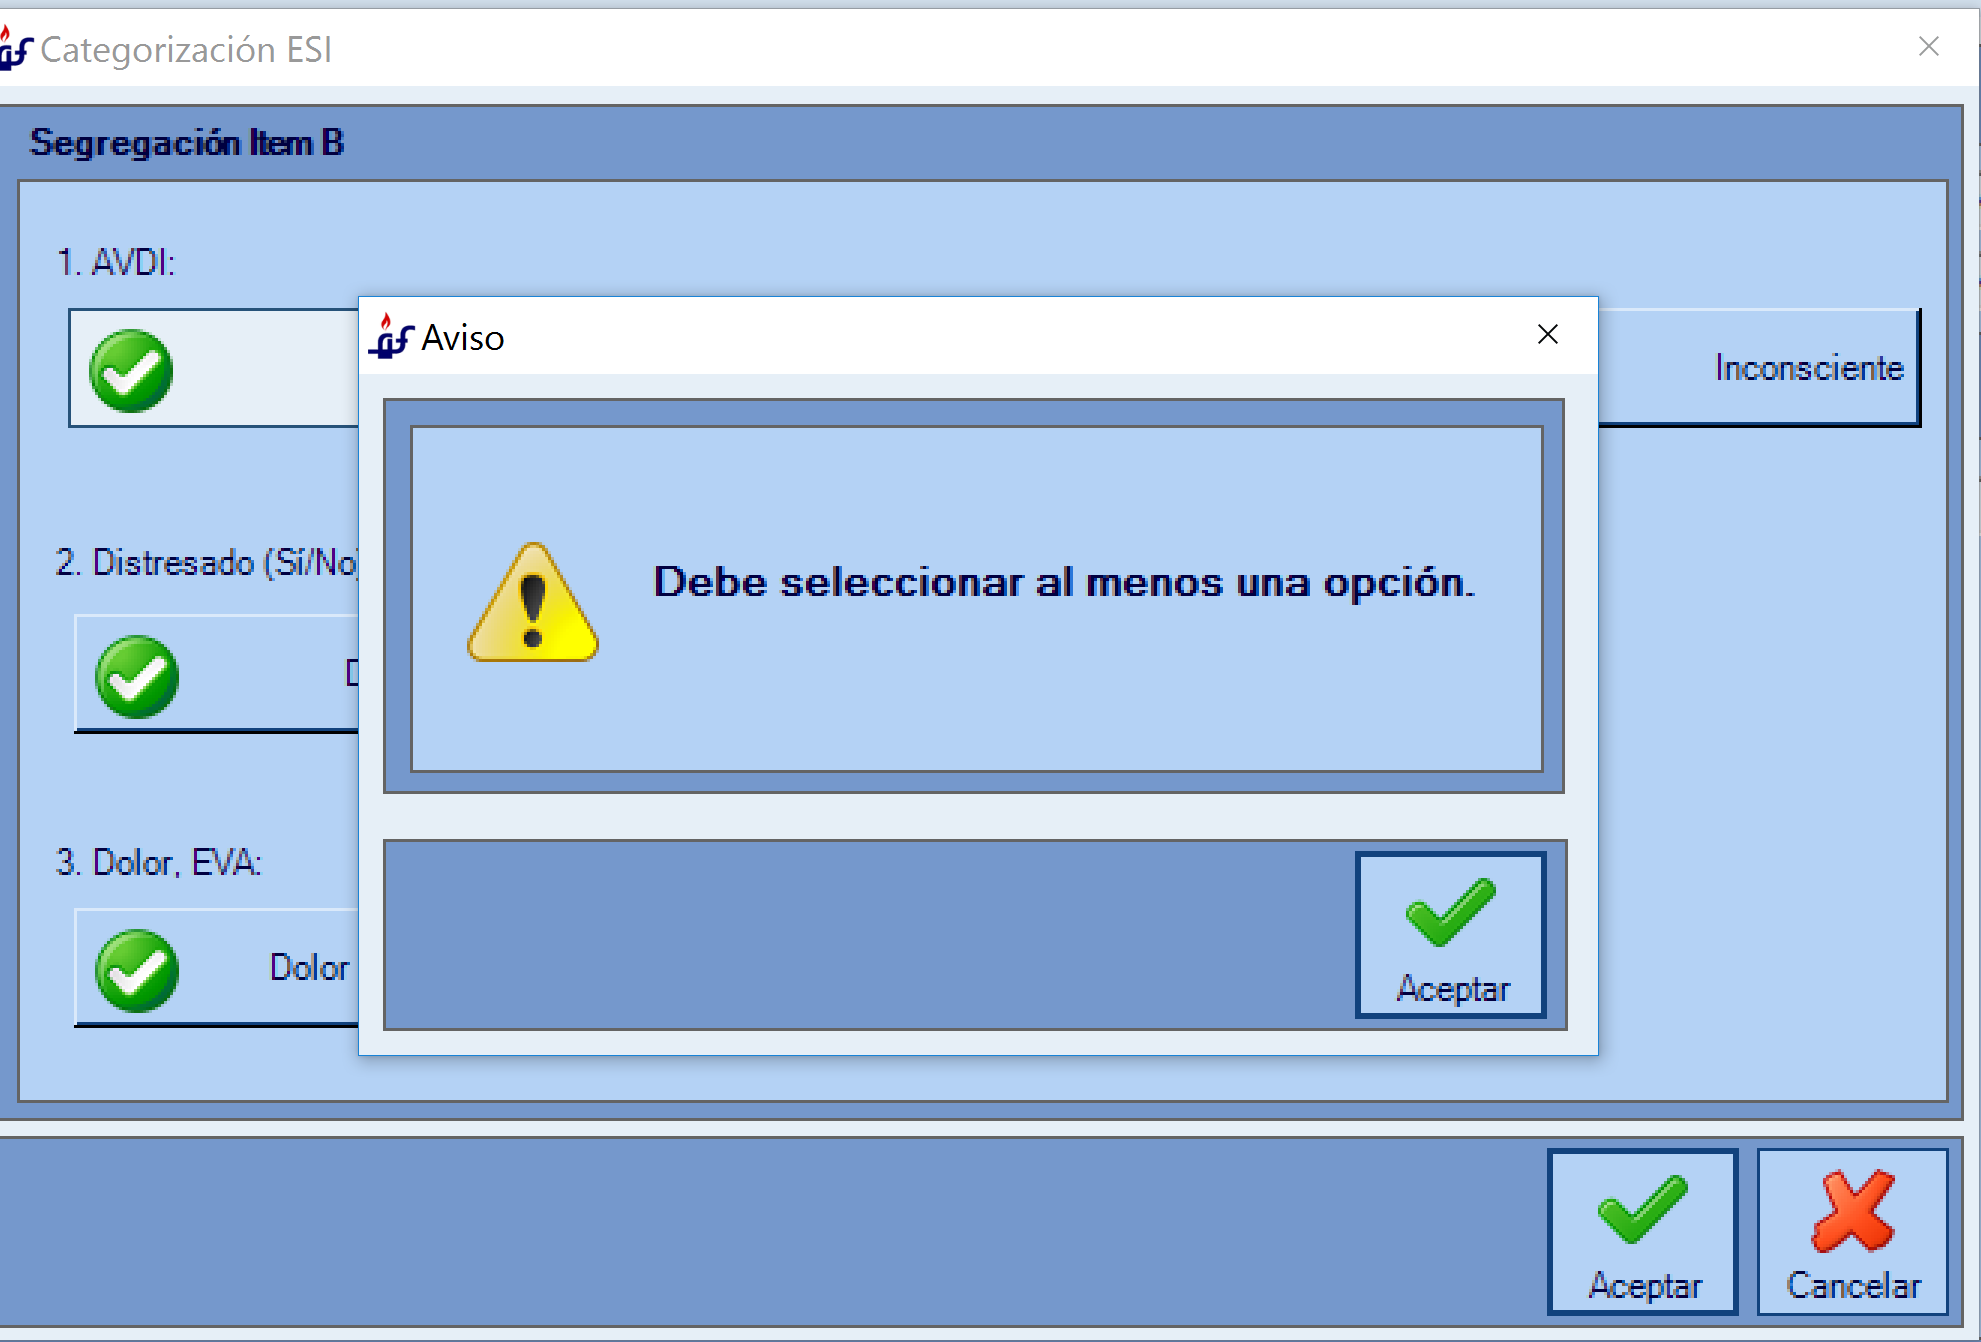 Categorización ESI
Segregación Item B
1. AVDI:
Aviso
Inconsciente
Debe seleccionar al menos una opción.
2. Distresado (Sí/No)
3. Dolor, EVA:
Dolor
Aceptar
Aceptar
Cancelar